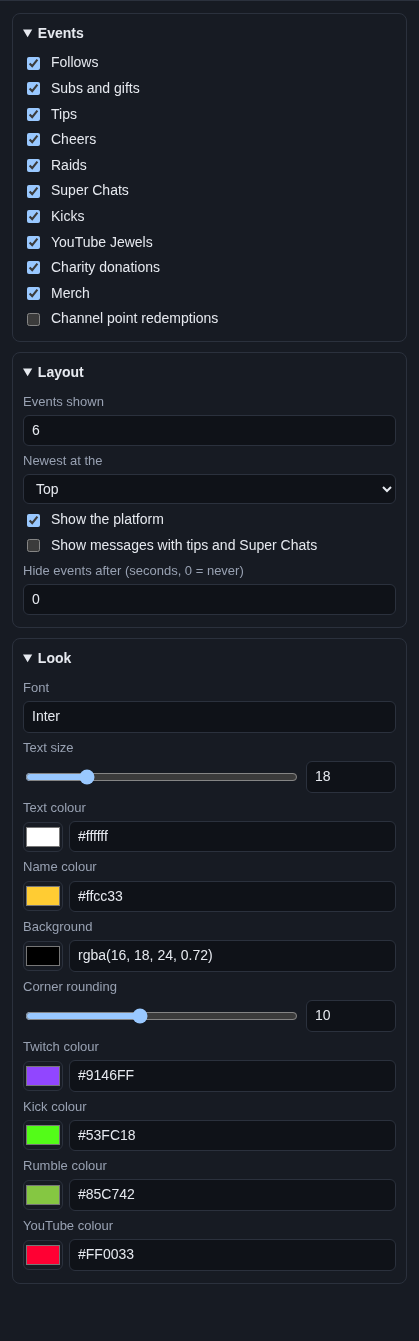 Events
Follows
Subs and gifts
Tips
Cheers
Raids
Super Chats
Kicks
YouTube Jewels
Charity donations
Merch
Channel point redemptions
Layout
Events shown
6
Newest at the
Top
Show the platform
Show messages with tips and Super Chats
Hide events after (seconds, 0 = never)
0
Look
Font
Inter
Text size
18
Text colour
#ffffff
Name colour
#ffcc33
Background
rgba(16, 18, 24, 0.72)
Corner rounding
10
Twitch colour
#9146FF
Kick colour
#53FC18
Rumble colour
#85C742
YouTube colour
#FF0033